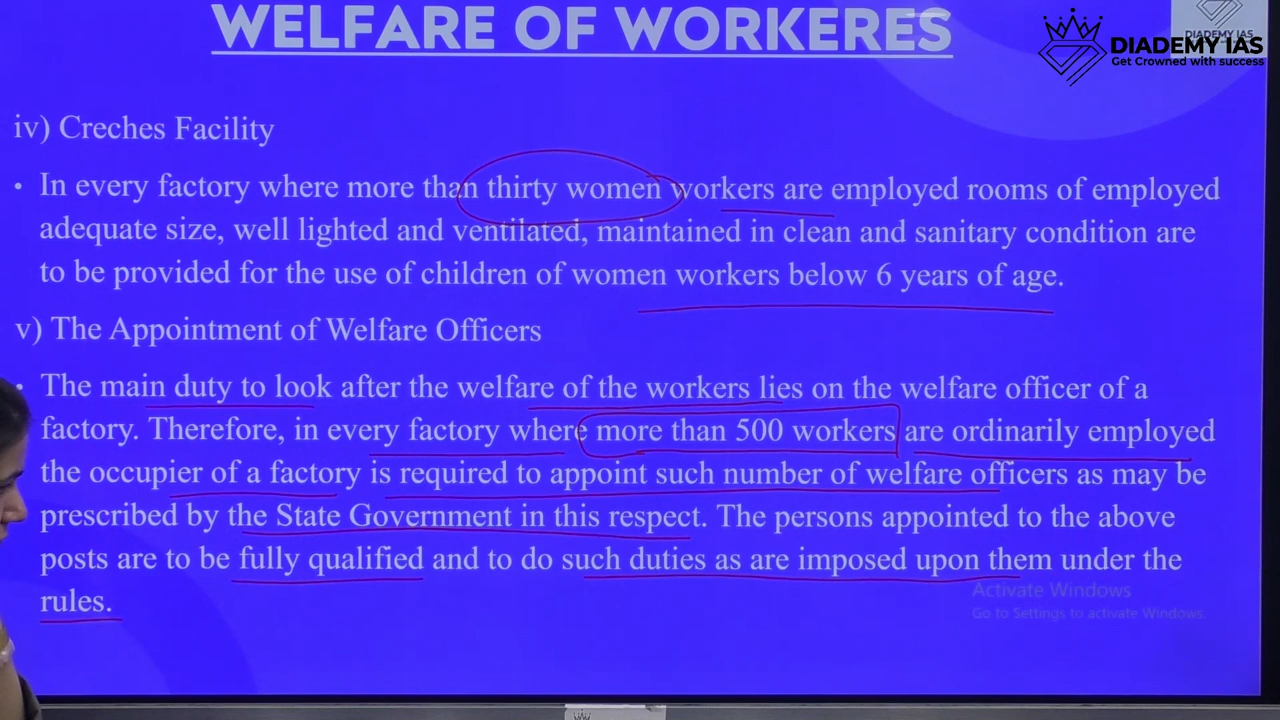 WELFARE OF WORKERES
DIADEMY IAS
DIADEMY IAS
Get Crowned with success
iv) Creches Facility
• In every factory where more than thirty women workers are employed rooms of employed
adequate size, well lighted and ventilated, maintained in clean and sanitary condition are
to be provided for the use of children of women workers below 6 years of age.
v) The Appointment of Welfare Officers
• The main duty to look after the welfare of the workers lies on the welfare officer of a
factory. Therefore, in every factory where more than 500 workers are ordinarily employed
the occupier of a factory is required to appoint such number of welfare officers as may be
prescribed by the State Government in this respect. The persons appointed to the above
posts are to be fully qualified and to do such duties as are imposed upon them under the
rules.
Activate Windows
Go to Settings to activate Windows.